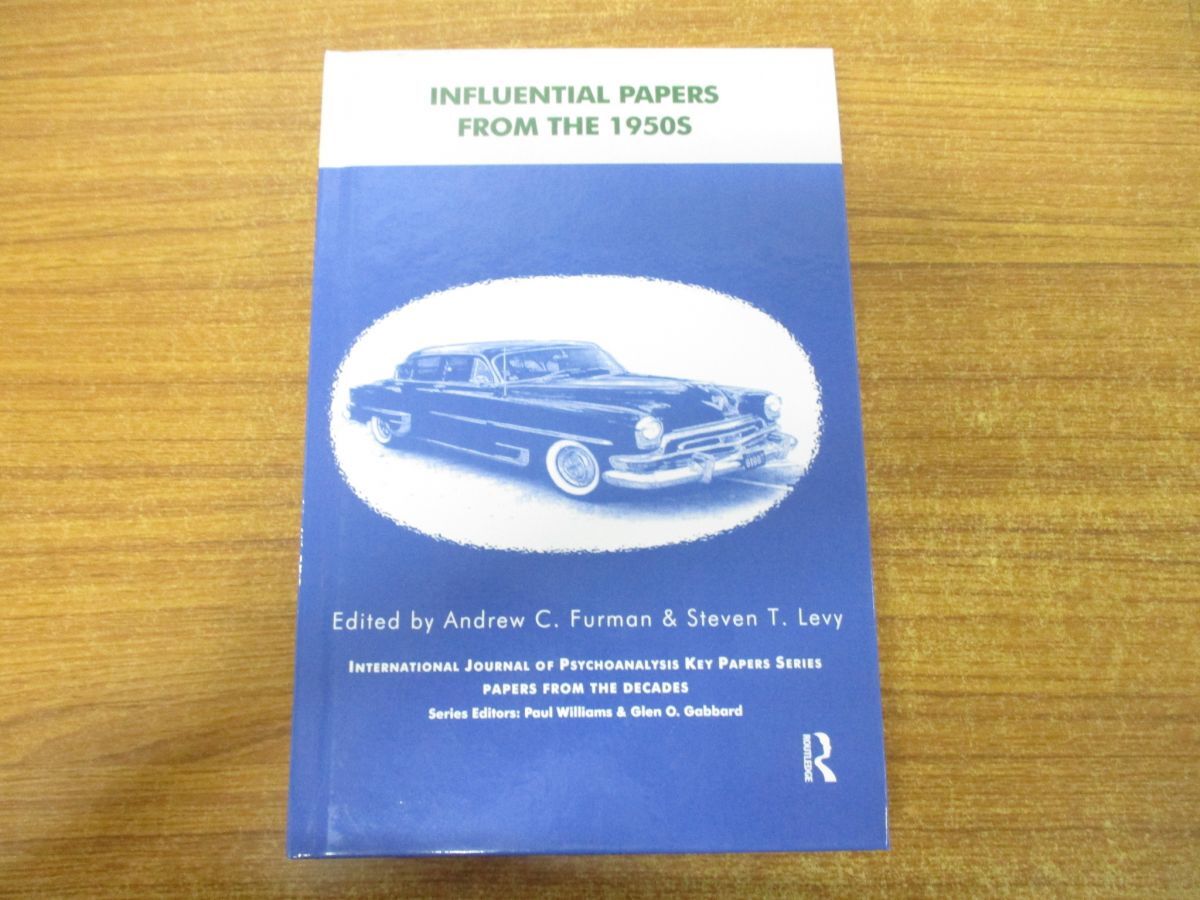 INFLUENTIAL PAPERS
FROM THE 1950S
Edited by Andrew C. Furman & Steven T. Levy
INTERNATIONAL JOURNAL OF PSYCHOANALYSIS KEY PAPERS SERIES
PAPERS FROM THE DECADES
Series Editors: Paul Williams & Glen O. Gabbard
ROUTLEDGE